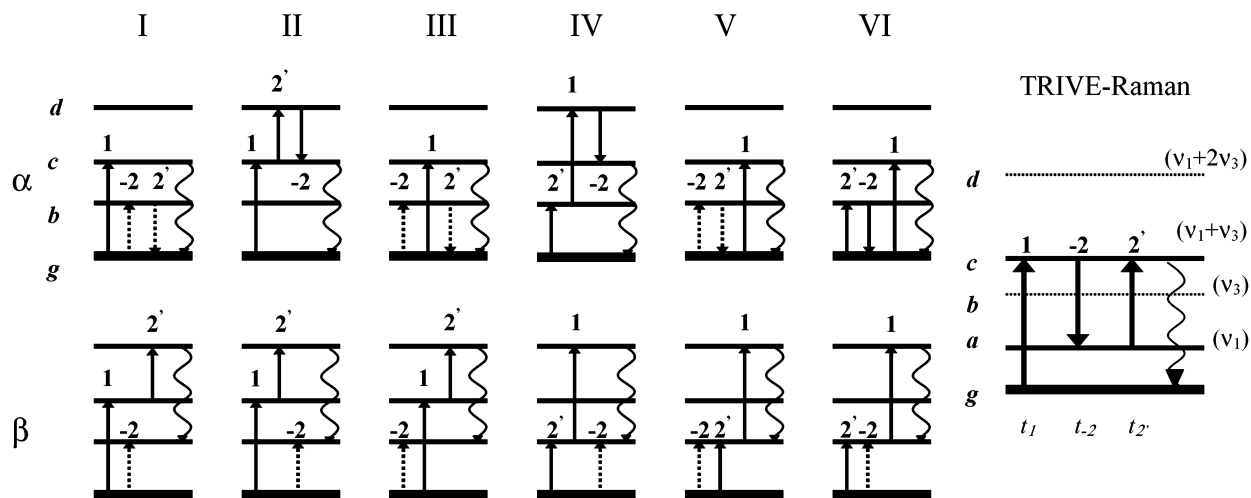 I II III IV V VI
TRIVE-Raman
α
d
c
b
g
1 -2 2’
2’ 1 -2
-2 1 2’
1 2’ -2
-2 2’ 1
2’ -2 1
β
1 -2 2’
1 2’ -2
-2 1 2’
2’ 1 -2
-2 2’ 1
2’ -2 1
d (ν1+2ν3)
c 1 -2 2’ (ν1+ν3)
b (ν3)
a (ν1)
g
t1 t-2 t2’